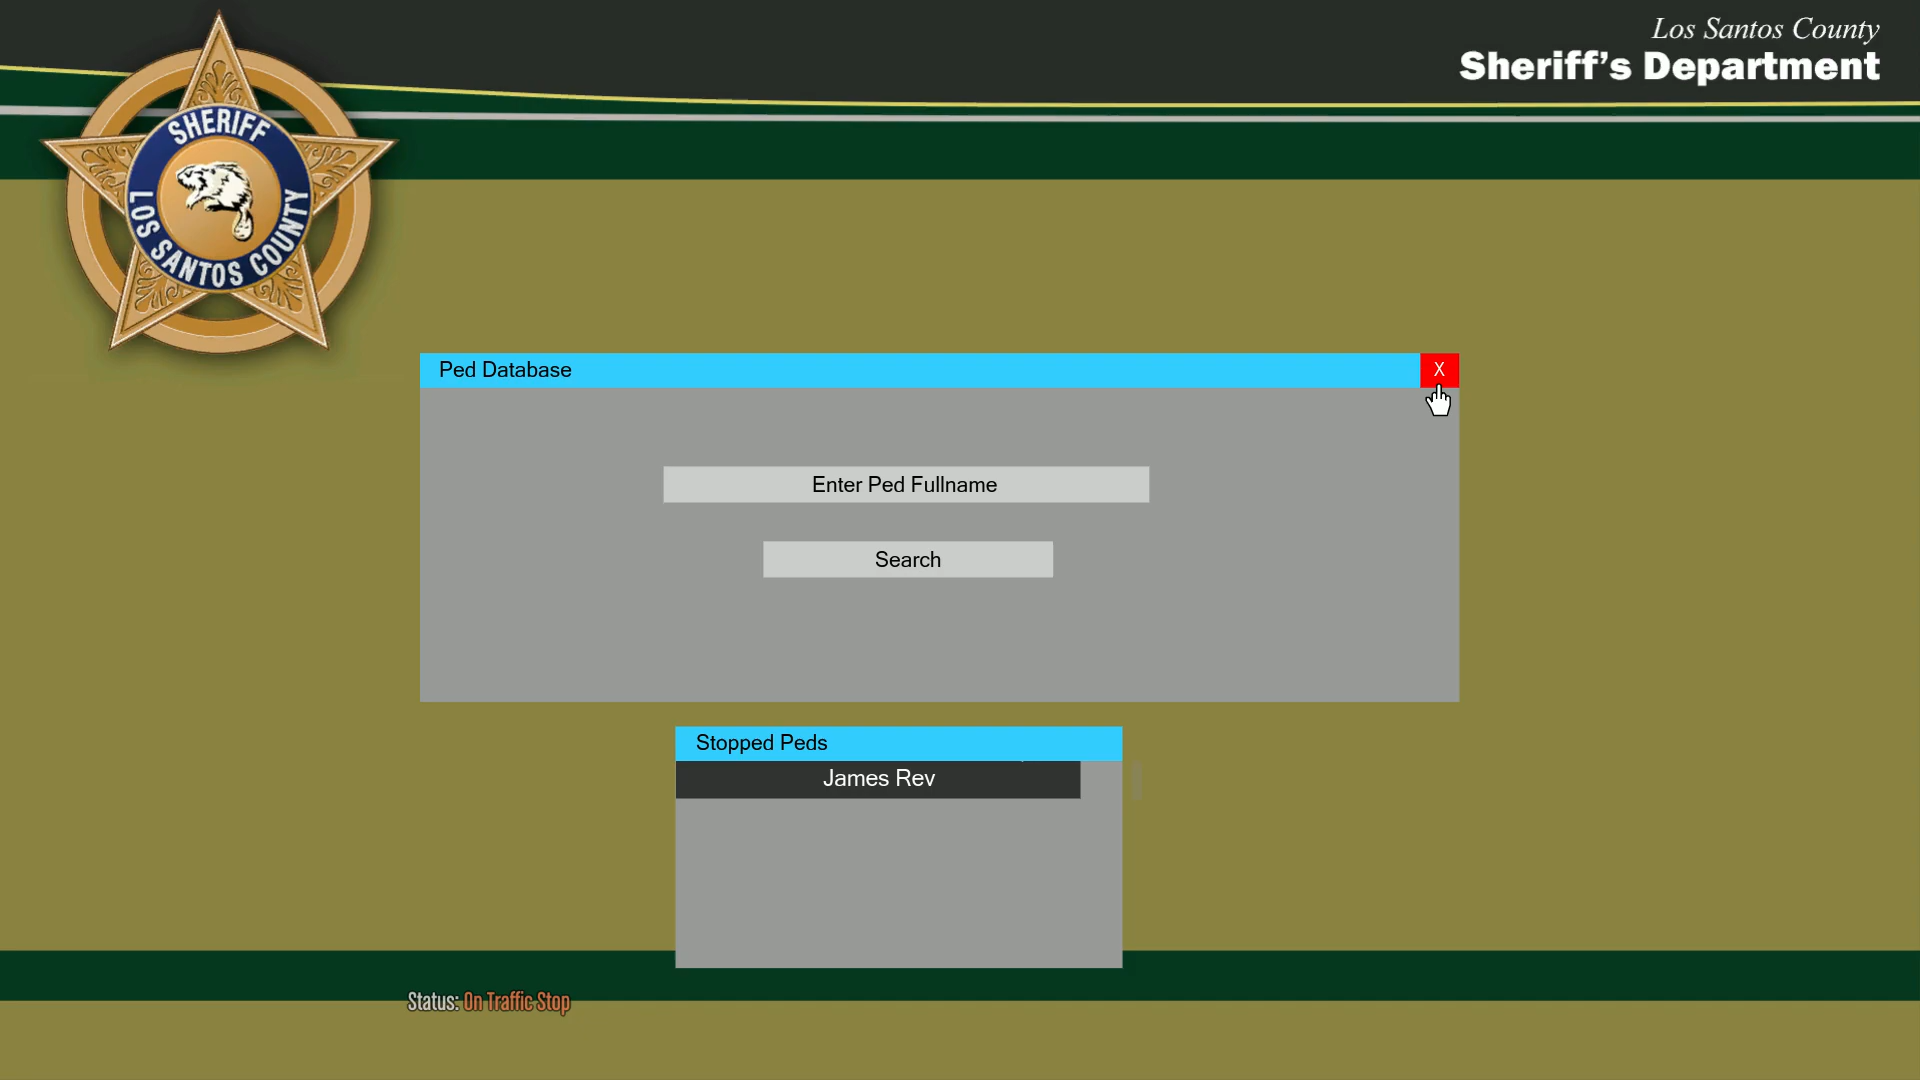 Los Santos County
Sheriff's Department
SHERIFF
LOS SANTOS COUNTY
Ped Database
X
Enter Ped Fullname
Search
Stopped Peds
James Rev
Status: On Traffic Stop